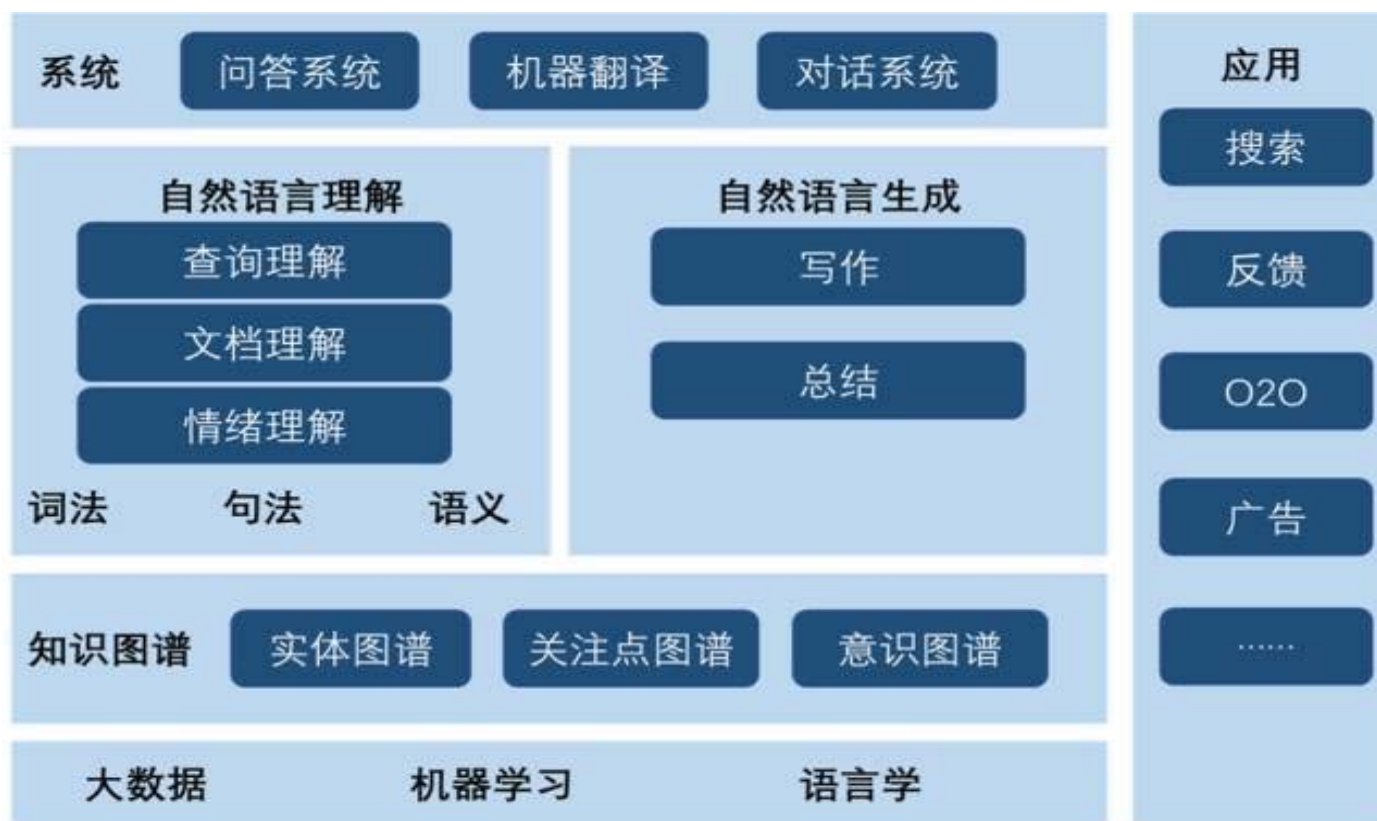 系统 问答系统 机器翻译 对话系统
自然语言理解
查询理解
文档理解
情绪理解
词法 句法 语义
自然语言生成
写作
总结
知识图谱 实体图谱 关注点图谱 意识图谱
大数据 机器学习 语言学
应用
搜索
反馈
O2O
广告
……